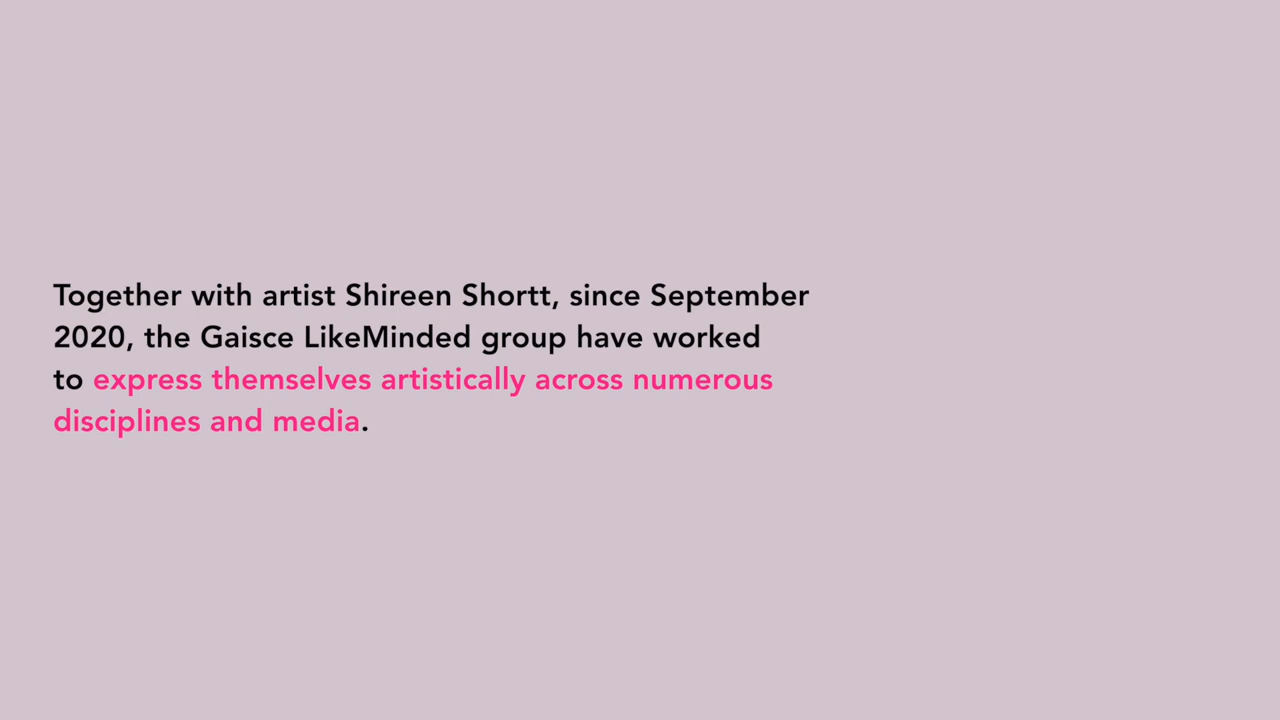 Together with artist Shireen Shortt, since September
2020, the Gaisce LikeMinded group have worked
to express themselves artistically across numerous
disciplines and media.